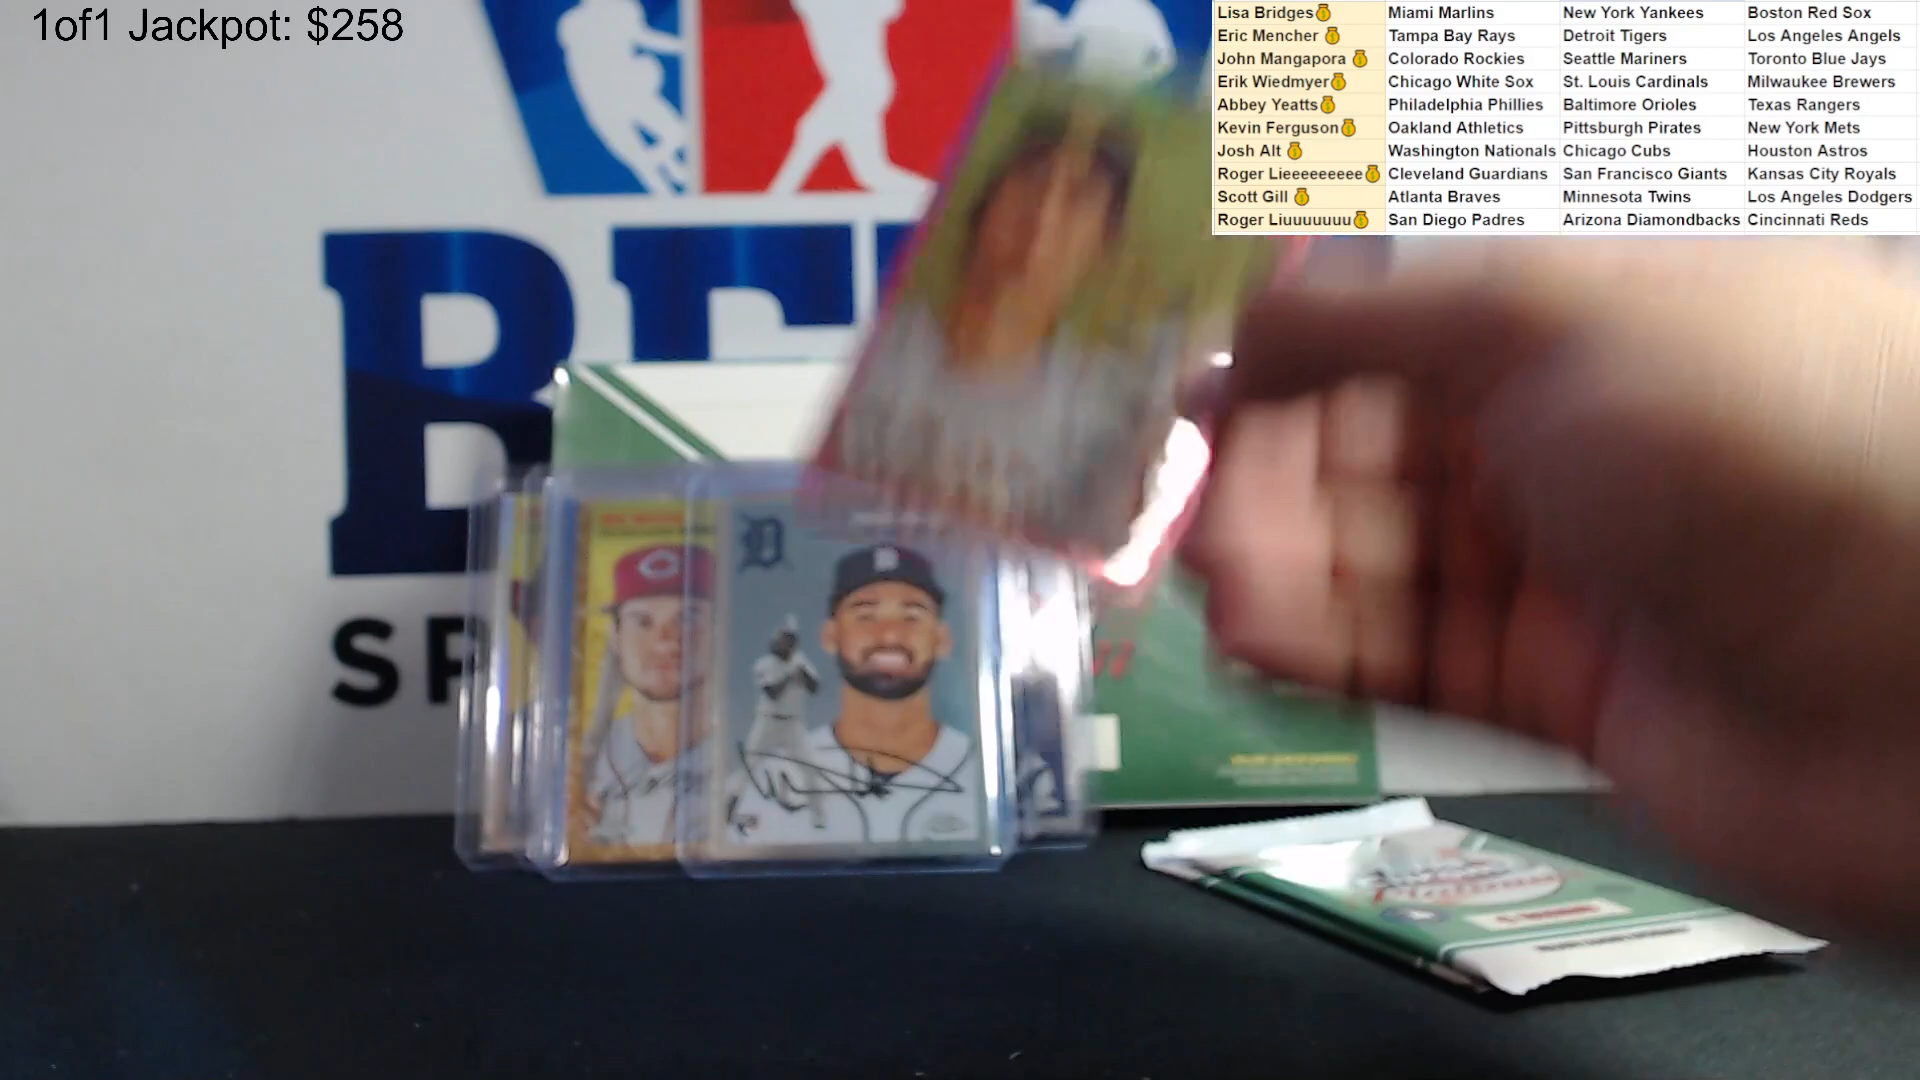 1of1 Jackpot: $258
Lisa Bridges Miami Marlins New York Yankees Boston Red Sox
Eric Mencher Tampa Bay Rays Detroit Tigers Los Angeles Angels
John Mangapora Colorado Rockies Seattle Mariners Toronto Blue Jays
Erik Wiedmyer Chicago White Sox St. Louis Cardinals Milwaukee Brewers
Abbey Yeatts Philadelphia Phillies Baltimore Orioles Texas Rangers
Kevin Ferguson Oakland Athletics Pittsburgh Pirates New York Mets
Josh Alt Washington Nationals Chicago Cubs Houston Astros
Roger Lieeeeeeeee Cleveland Guardians San Francisco Giants Kansas City Royals
Scott Gill Atlanta Braves Minnesota Twins Los Angeles Dodgers
Roger Liuuuuuuu San Diego Padres Arizona Diamondbacks Cincinnati Reds
D
D
C